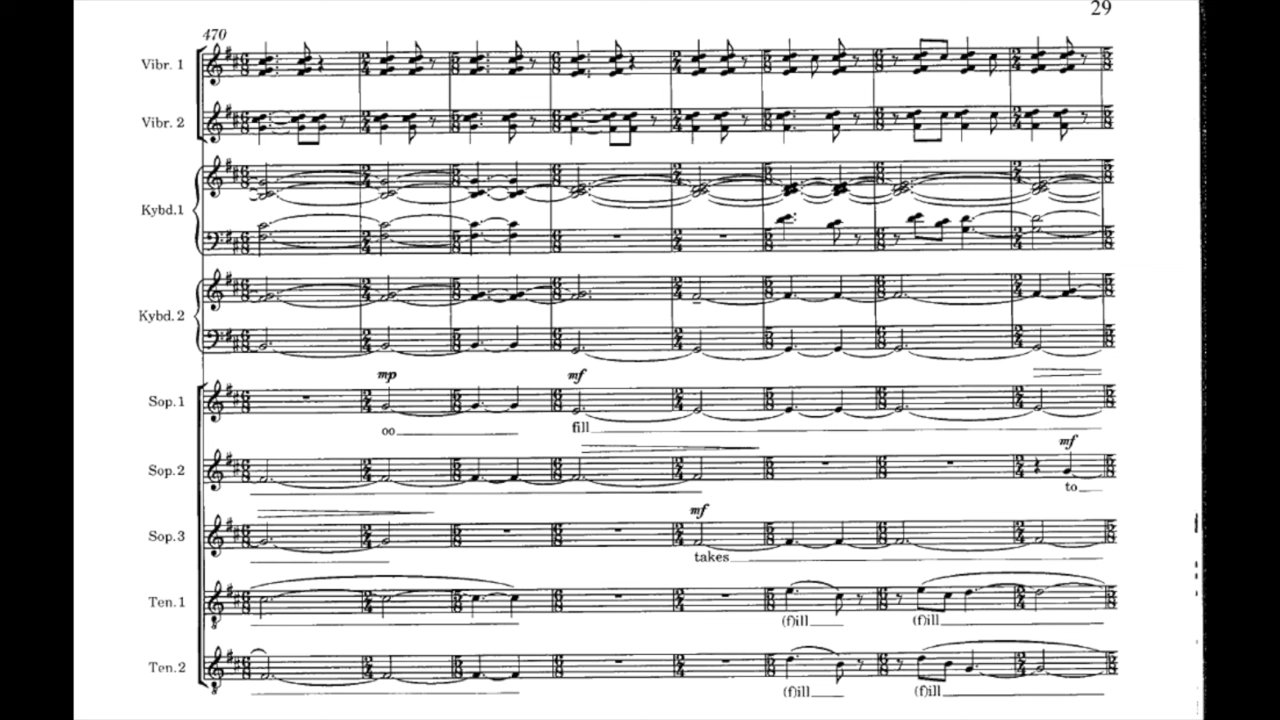 29
470
Vibr. 1
Vibr. 2
Kybd.1
Kybd.2
mp mf
Sop.1
oo fill
mf
Sop.2
to
mf
Sop.3
takes
Ten.1
(f)ill (f)ill
Ten.2
(f)ill (f)ill